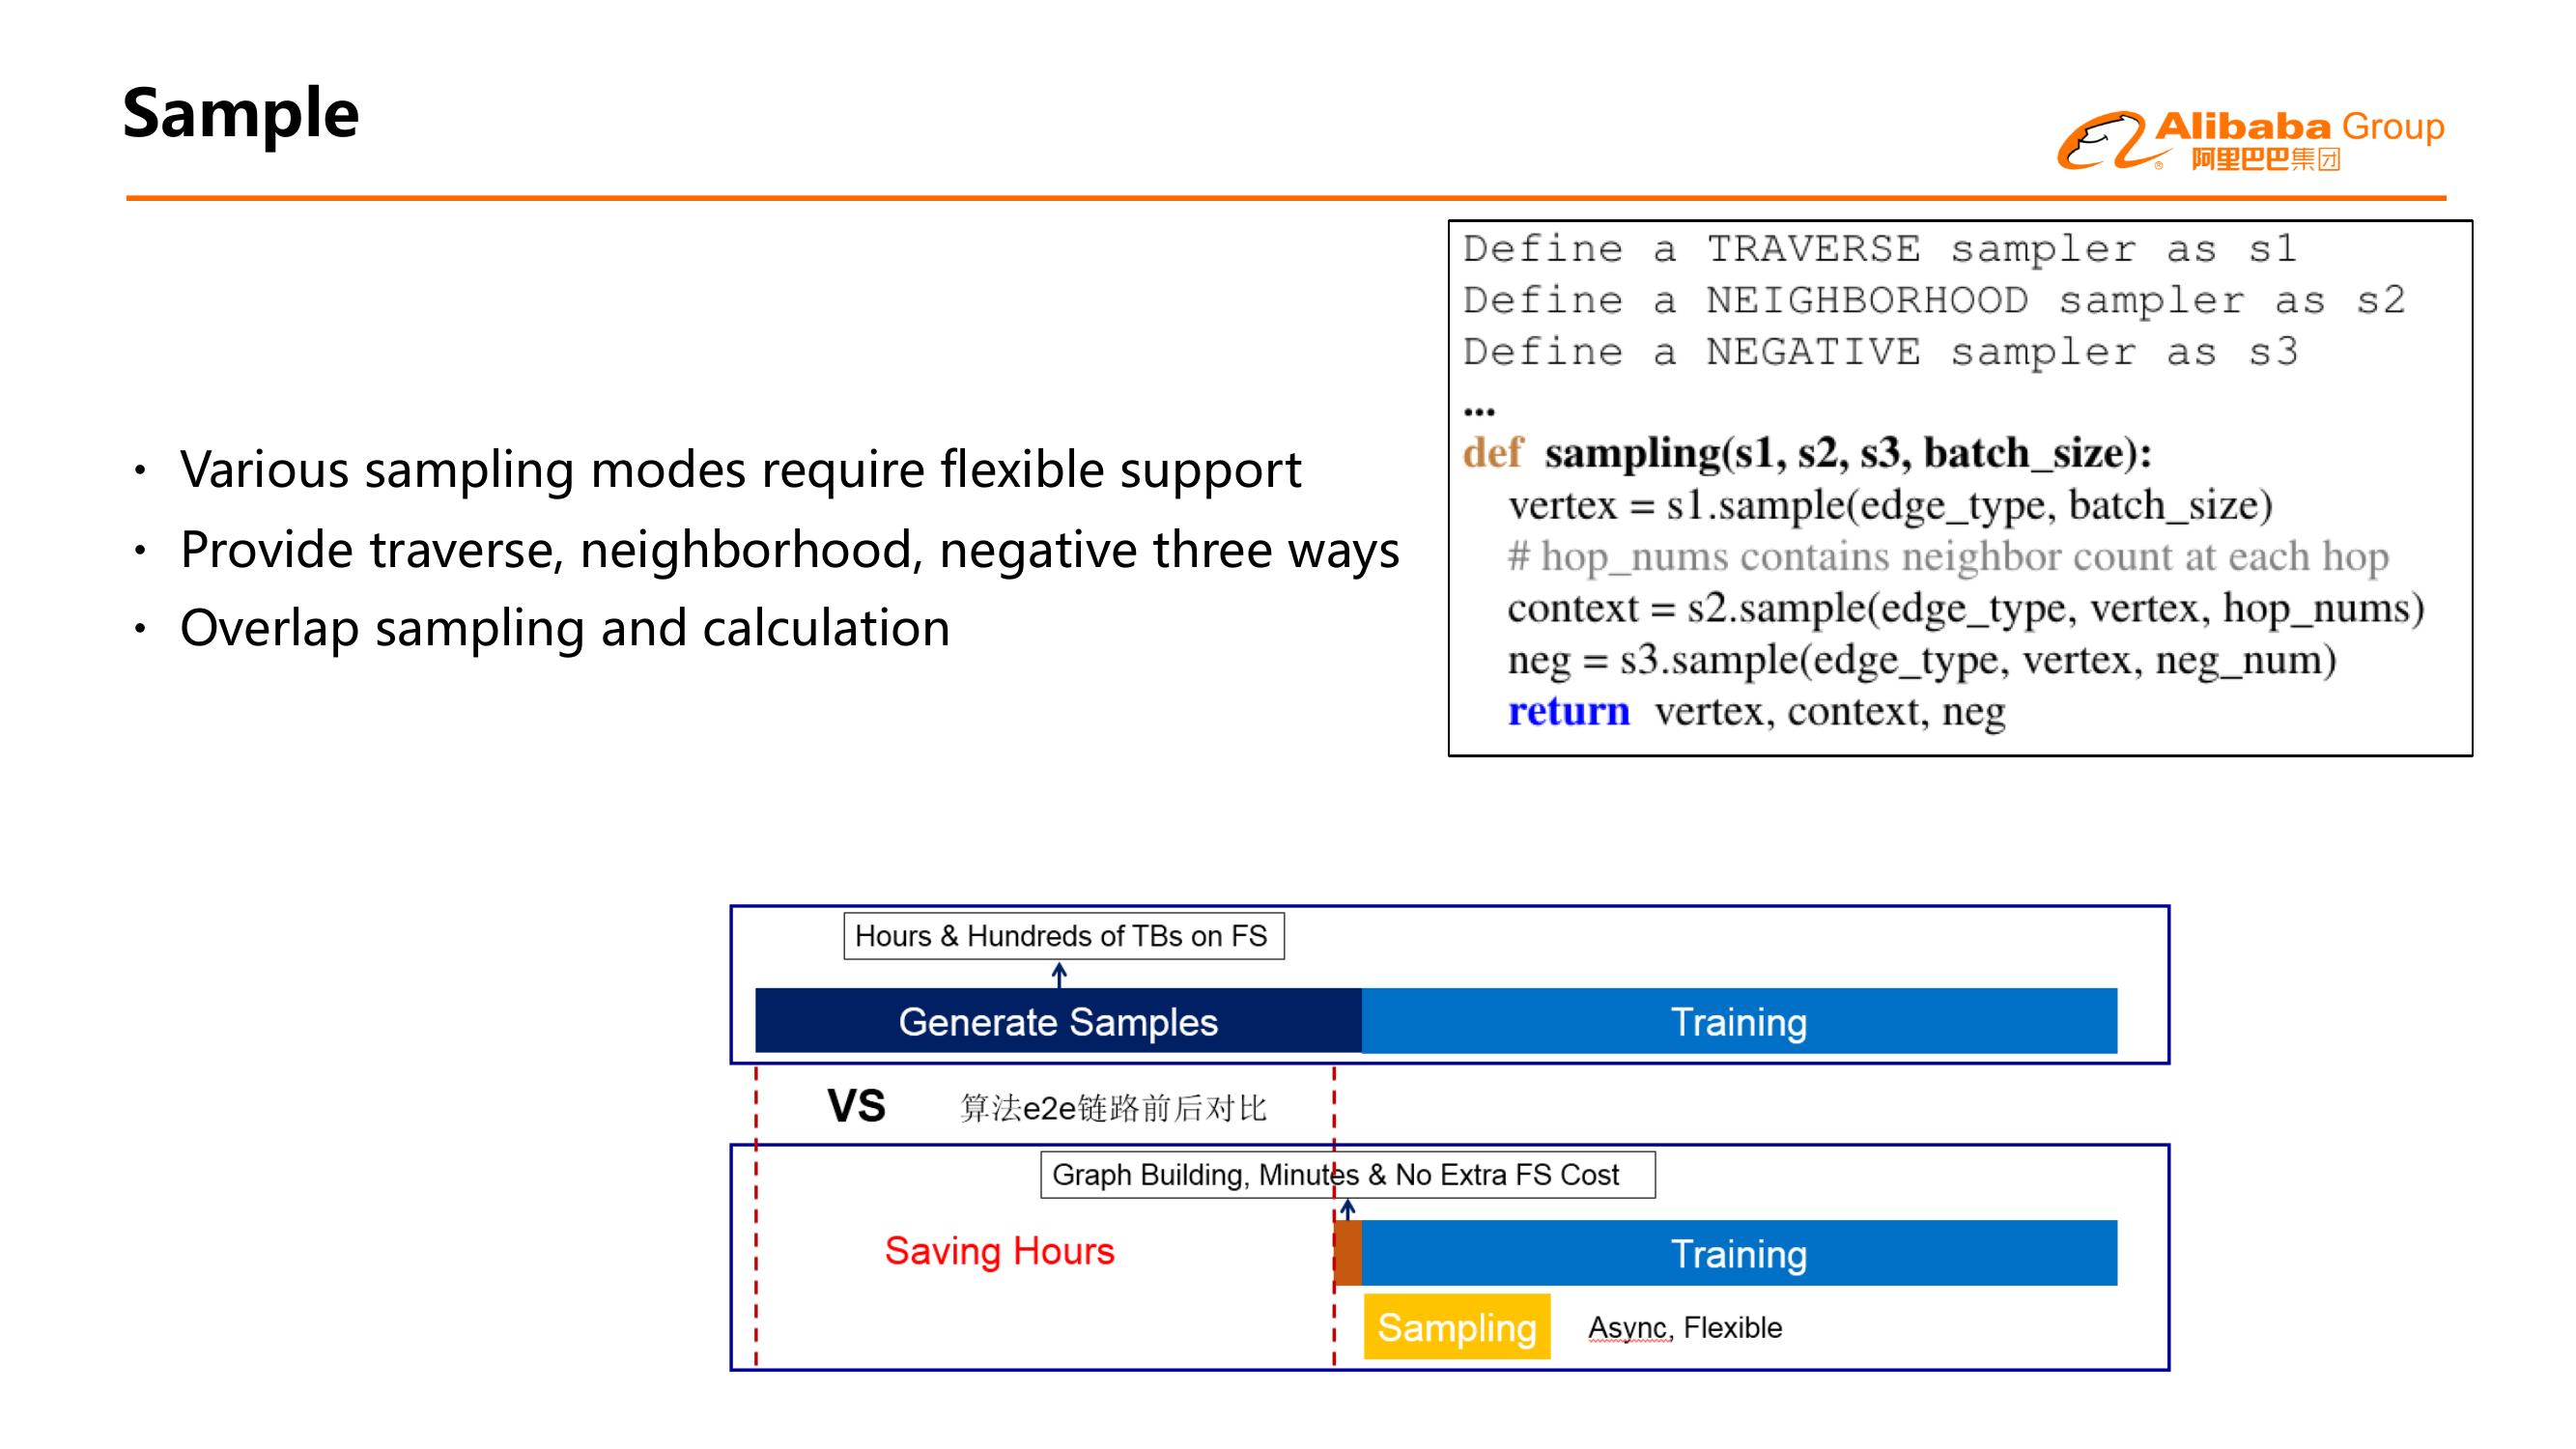 Sample
Alibaba Group
阿里巴巴集团
• Various sampling modes require flexible support
• Provide traverse, neighborhood, negative three ways
• Overlap sampling and calculation
Define a TRAVERSE sampler as s1
Define a NEIGHBORHOOD sampler as s2
Define a NEGATIVE sampler as s3
...
def sampling(s1, s2, s3, batch_size):
vertex = s1.sample(edge_type, batch_size)
# hop_nums contains neighbor count at each hop
context = s2.sample(edge_type, vertex, hop_nums)
neg = s3.sample(edge_type, vertex, neg_num)
return vertex, context, neg
Hours & Hundreds of TBs on FS
Generate Samples Training
VS 算法e2e链路前后对比
Graph Building, Minutes & No Extra FS Cost
Saving Hours Training
Sampling Async, Flexible